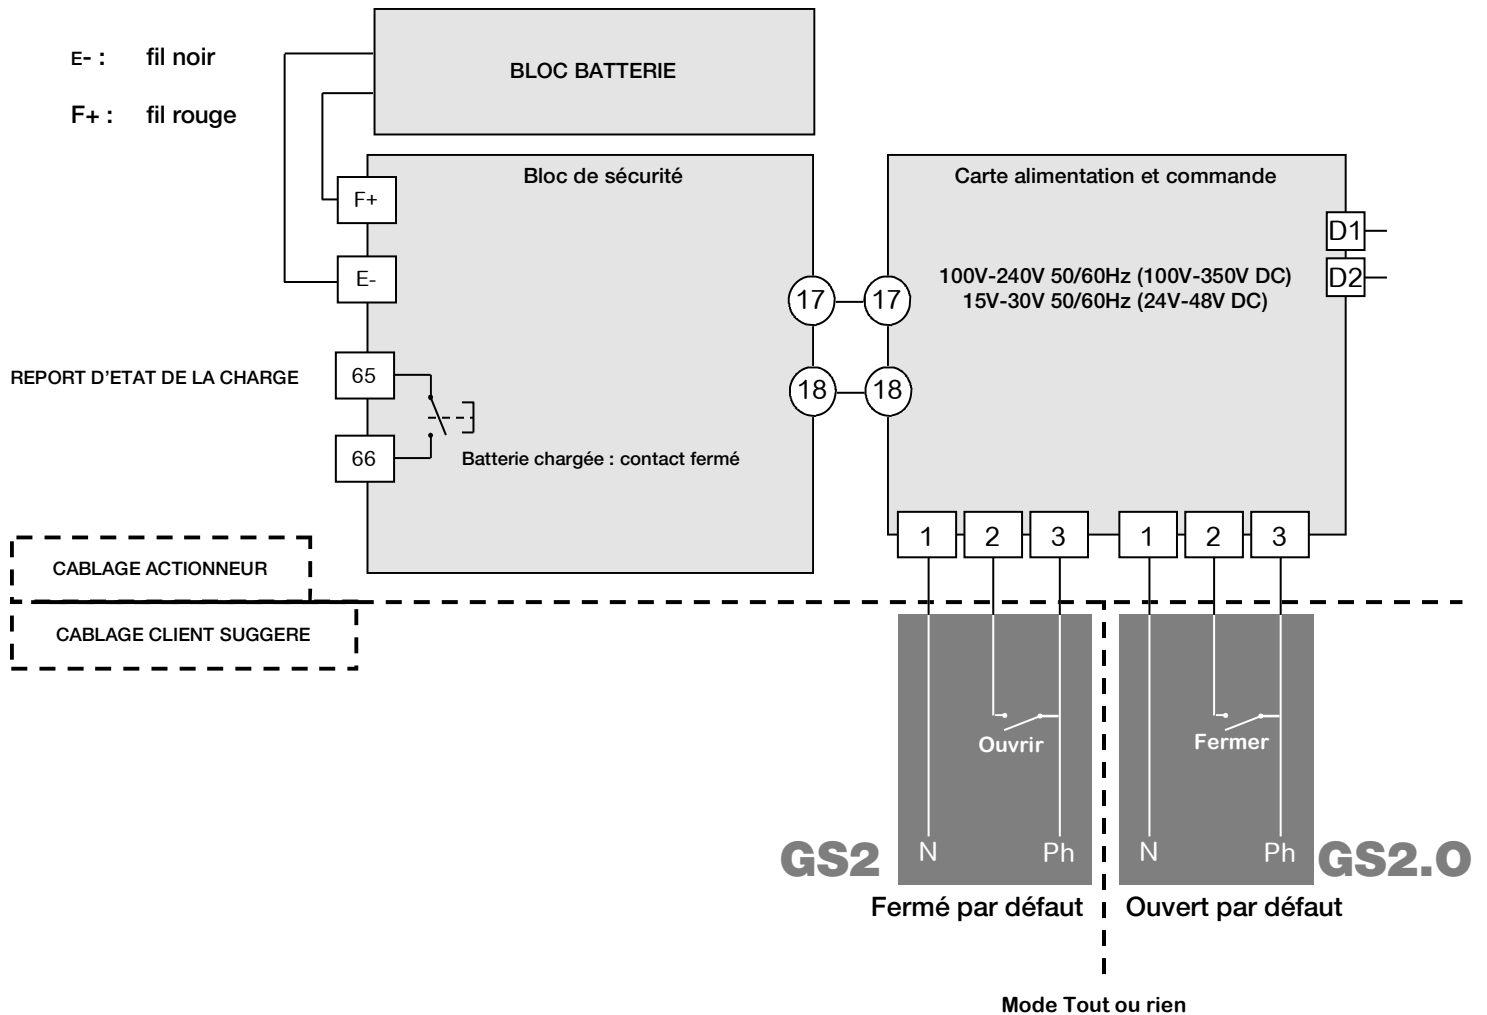 E- : fil noir
F+ : fil rouge
BLOC BATTERIE
Bloc de sécurité
Carte alimentation et commande
F+
D1
E-
D2
100V-240V 50/60Hz (100V-350V DC)
15V-30V 50/60Hz (24V-48V DC)
17
17
REPORT D’ETAT DE LA CHARGE
65
18
18
66
Batterie chargée : contact fermé
1
2
3
1
2
3
CABLAGE ACTIONNEUR
CABLAGE CLIENT SUGGERE
Ouvrir
Fermer
GS2
N
Ph
N
Ph
GS2.O
Fermé par défaut
Ouvert par défaut
Mode Tout ou rien